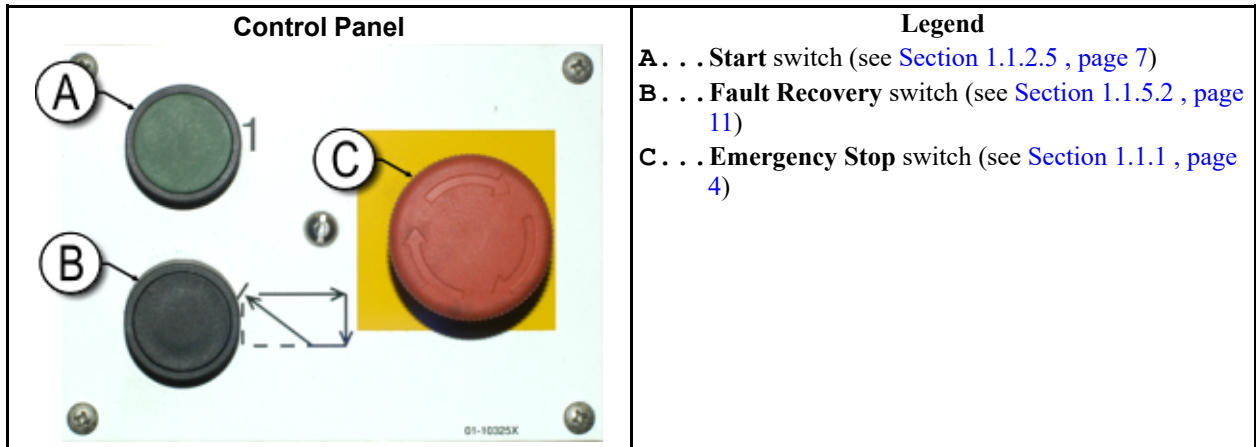 Control Panel
A
1
C
B
01-10325X
Legend
A. . . Start switch (see Section 1.1.2.5 , page 7)
B. . . Fault Recovery switch (see Section 1.1.5.2 , page
11)
C. . . Emergency Stop switch (see Section 1.1.1 , page
4)